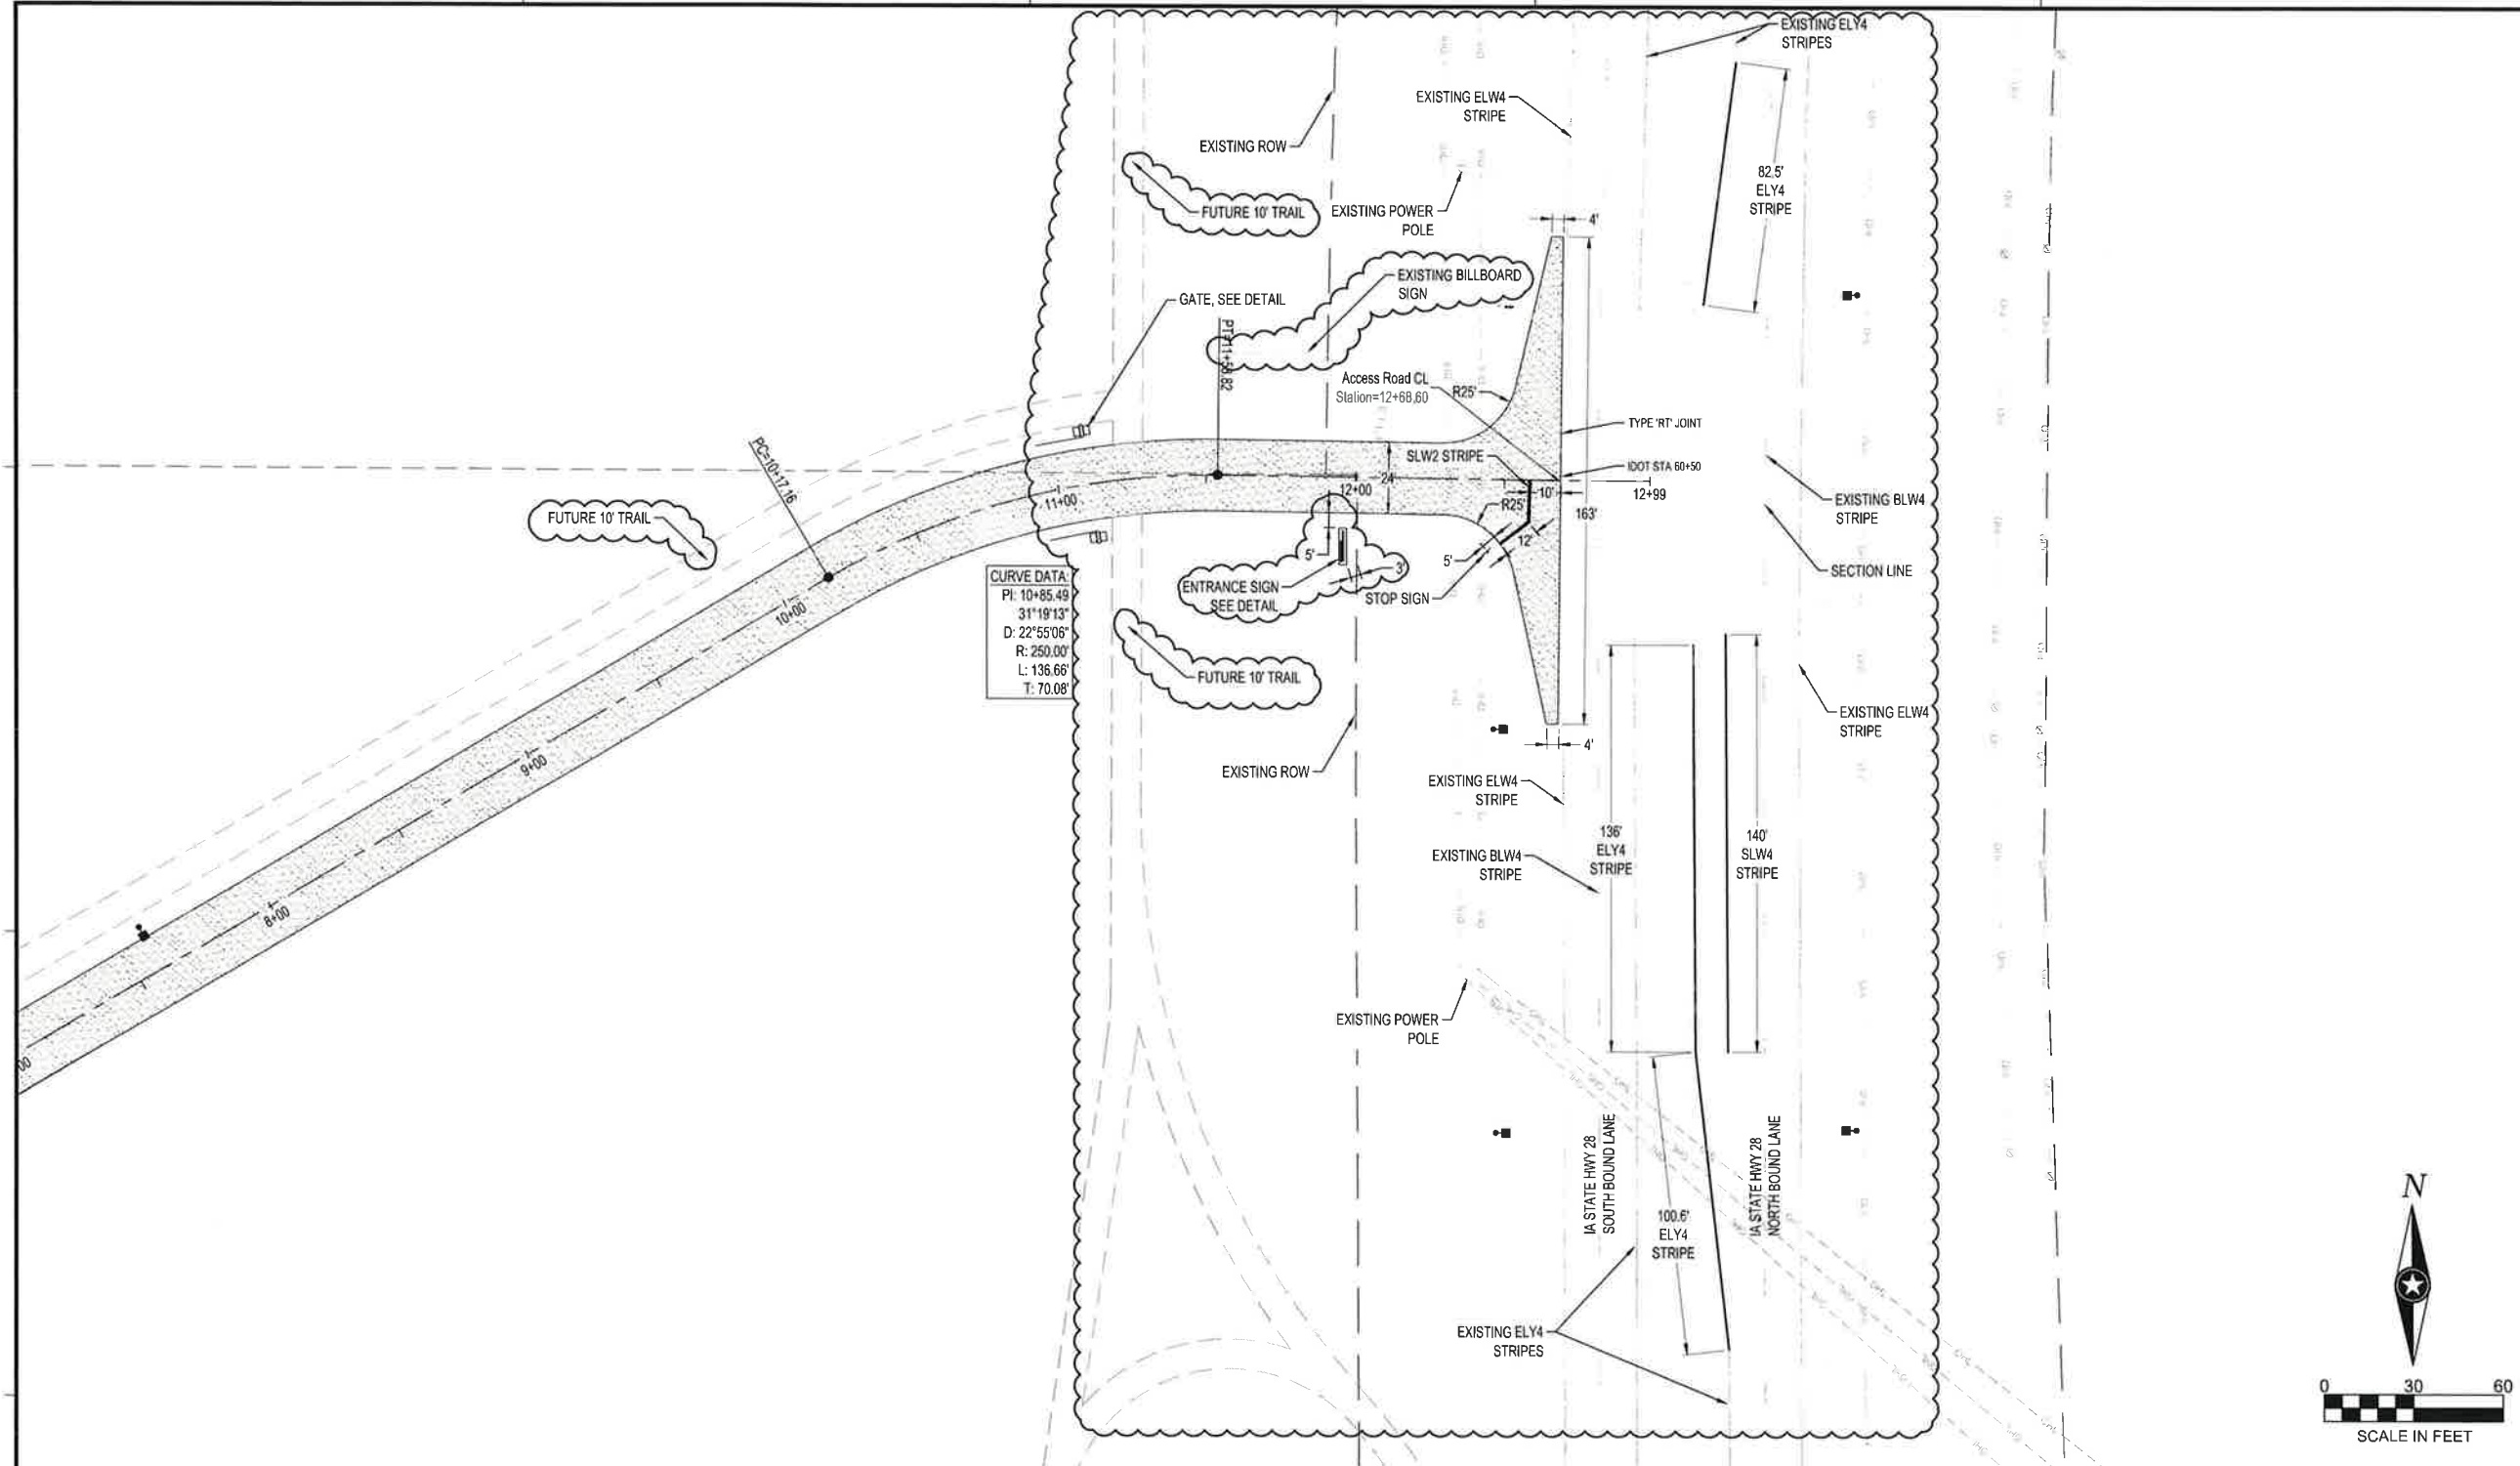 EXISTING ELY4
STRIPES
EXISTING ELW4
STRIPE
EXISTING ROW
82.5'
ELY4
STRIPE
FUTURE 10' TRAIL
EXISTING POWER
POLE
4'
EXISTING BILLBOARD
SIGN
GATE, SEE DETAIL
Access Road CL
Station=12+68.60
R25'
TYPE 'RT' JOINT
PC=10+17.16
SLW2 STRIPE
IDOT STA 60+50
24'
12+00
10'
12+99
11+00
EXISTING BLW4
STRIPE
R25'
163'
FUTURE 10' TRAIL
12'
5'
5'
3'
SECTION LINE
CURVE DATA:
PI: 10+85.49
31°19'13"
D: 22°55'06"
R: 250.00'
L: 136.66'
T: 70.08'
ENTRANCE SIGN
SEE DETAIL
STOP SIGN
10+00
FUTURE 10' TRAIL
EXISTING ELW4
STRIPE
4'
9+00
EXISTING ROW
EXISTING ELW4
STRIPE
136'
ELY4
STRIPE
140'
SLW4
STRIPE
EXISTING BLW4
STRIPE
8+00
EXISTING POWER
POLE
00
IA STATE HWY 28
SOUTH BOUND LANE
IA STATE HWY 28
NORTH BOUND LANE
100.6'
ELY4
STRIPE
EXISTING ELY4
STRIPES
N
0 30 60
SCALE IN FEET